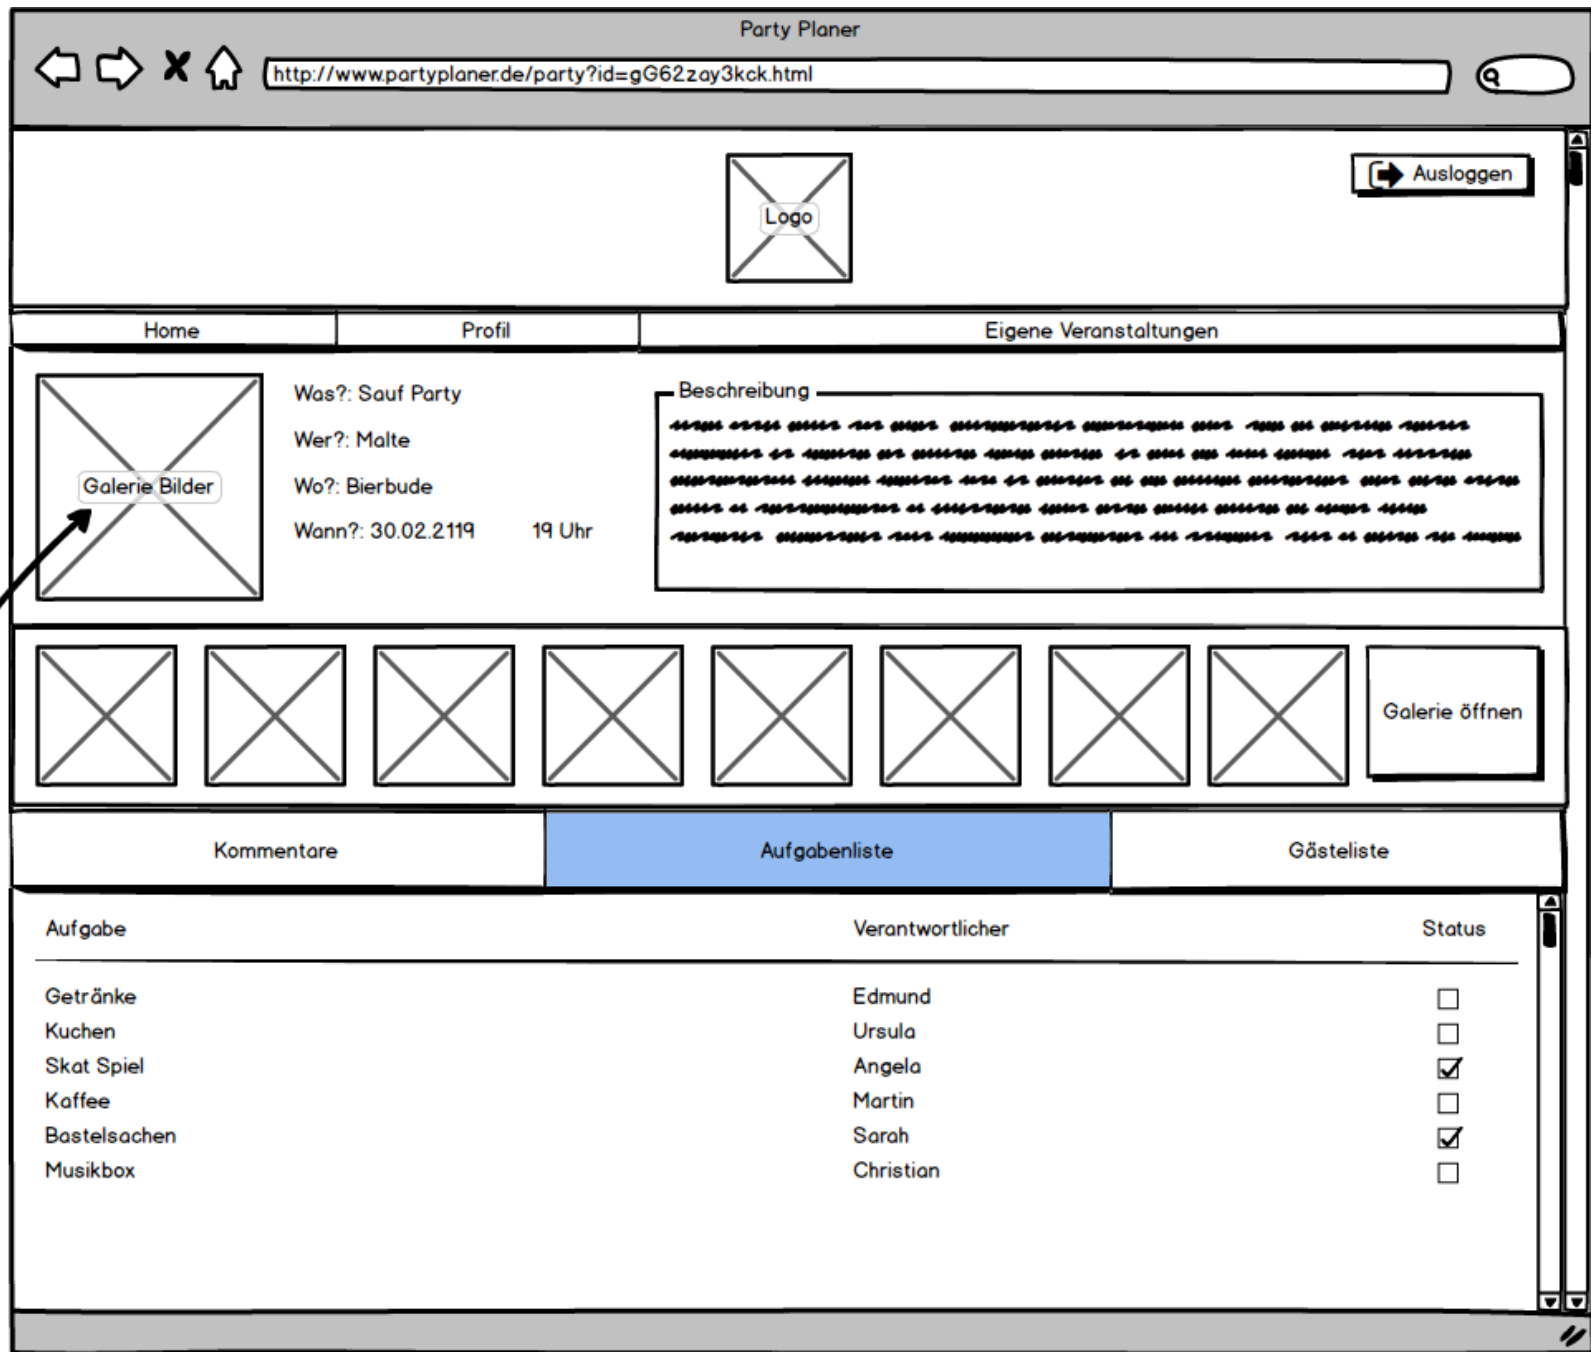 Party Planer
http://www.partyplaner.de/party?id=gG62zay3kck.html
Ausloggen
Logo
Home Profil Eigene Veranstaltungen
Galerie Bilder
Was?: Sauf Party
Wer?: Malte
Wo?: Bierbude
Wann?: 30.02.2119 19 Uhr
Beschreibung
Galerie öffnen
Kommentare Aufgabenliste Gästeliste
Aufgabe Verantwortlicher Status
Getränke Edmund
Kuchen Ursula
Skat Spiel Angela
Kaffee Martin
Bastelsachen Sarah
Musikbox Christian